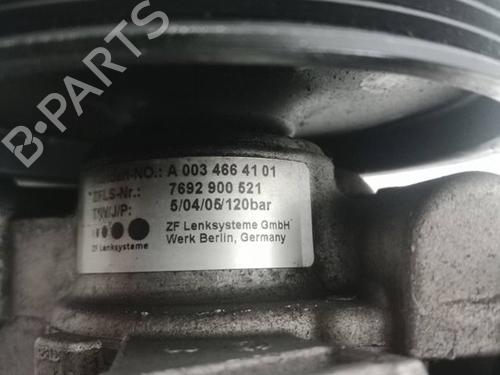 B-PARTS
A 003 466 41 01
ZFLS-Nr.: 7692 900 521
T/W/J/P: 5/04/05/120bar
ZF Lenksysteme GmbH
Werk Berlin, Germany
ZF Lenksysteme